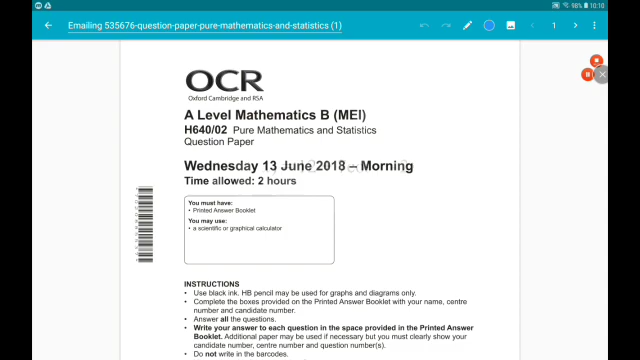 98% 10:10
Emailing 535676-question-paper-pure-mathematics-and-statistics (1)
1
OCR
Oxford Cambridge and RSA
A Level Mathematics B (MEI)
H640/02 Pure Mathematics and Statistics
Question Paper
Wednesday 13 June 2018 – Morning
Time allowed: 2 hours
You must have:
• Printed Answer Booklet
You may use:
• a scientific or graphical calculator
INSTRUCTIONS
• Use black ink. HB pencil may be used for graphs and diagrams only.
• Complete the boxes provided on the Printed Answer Booklet with your name, centre
number and candidate number.
• Answer all the questions.
• Write your answer to each question in the space provided in the Printed Answer
Booklet. Additional paper may be used if necessary but you must clearly show your
candidate number, centre number and question number(s).
• Do not write in the barcodes.